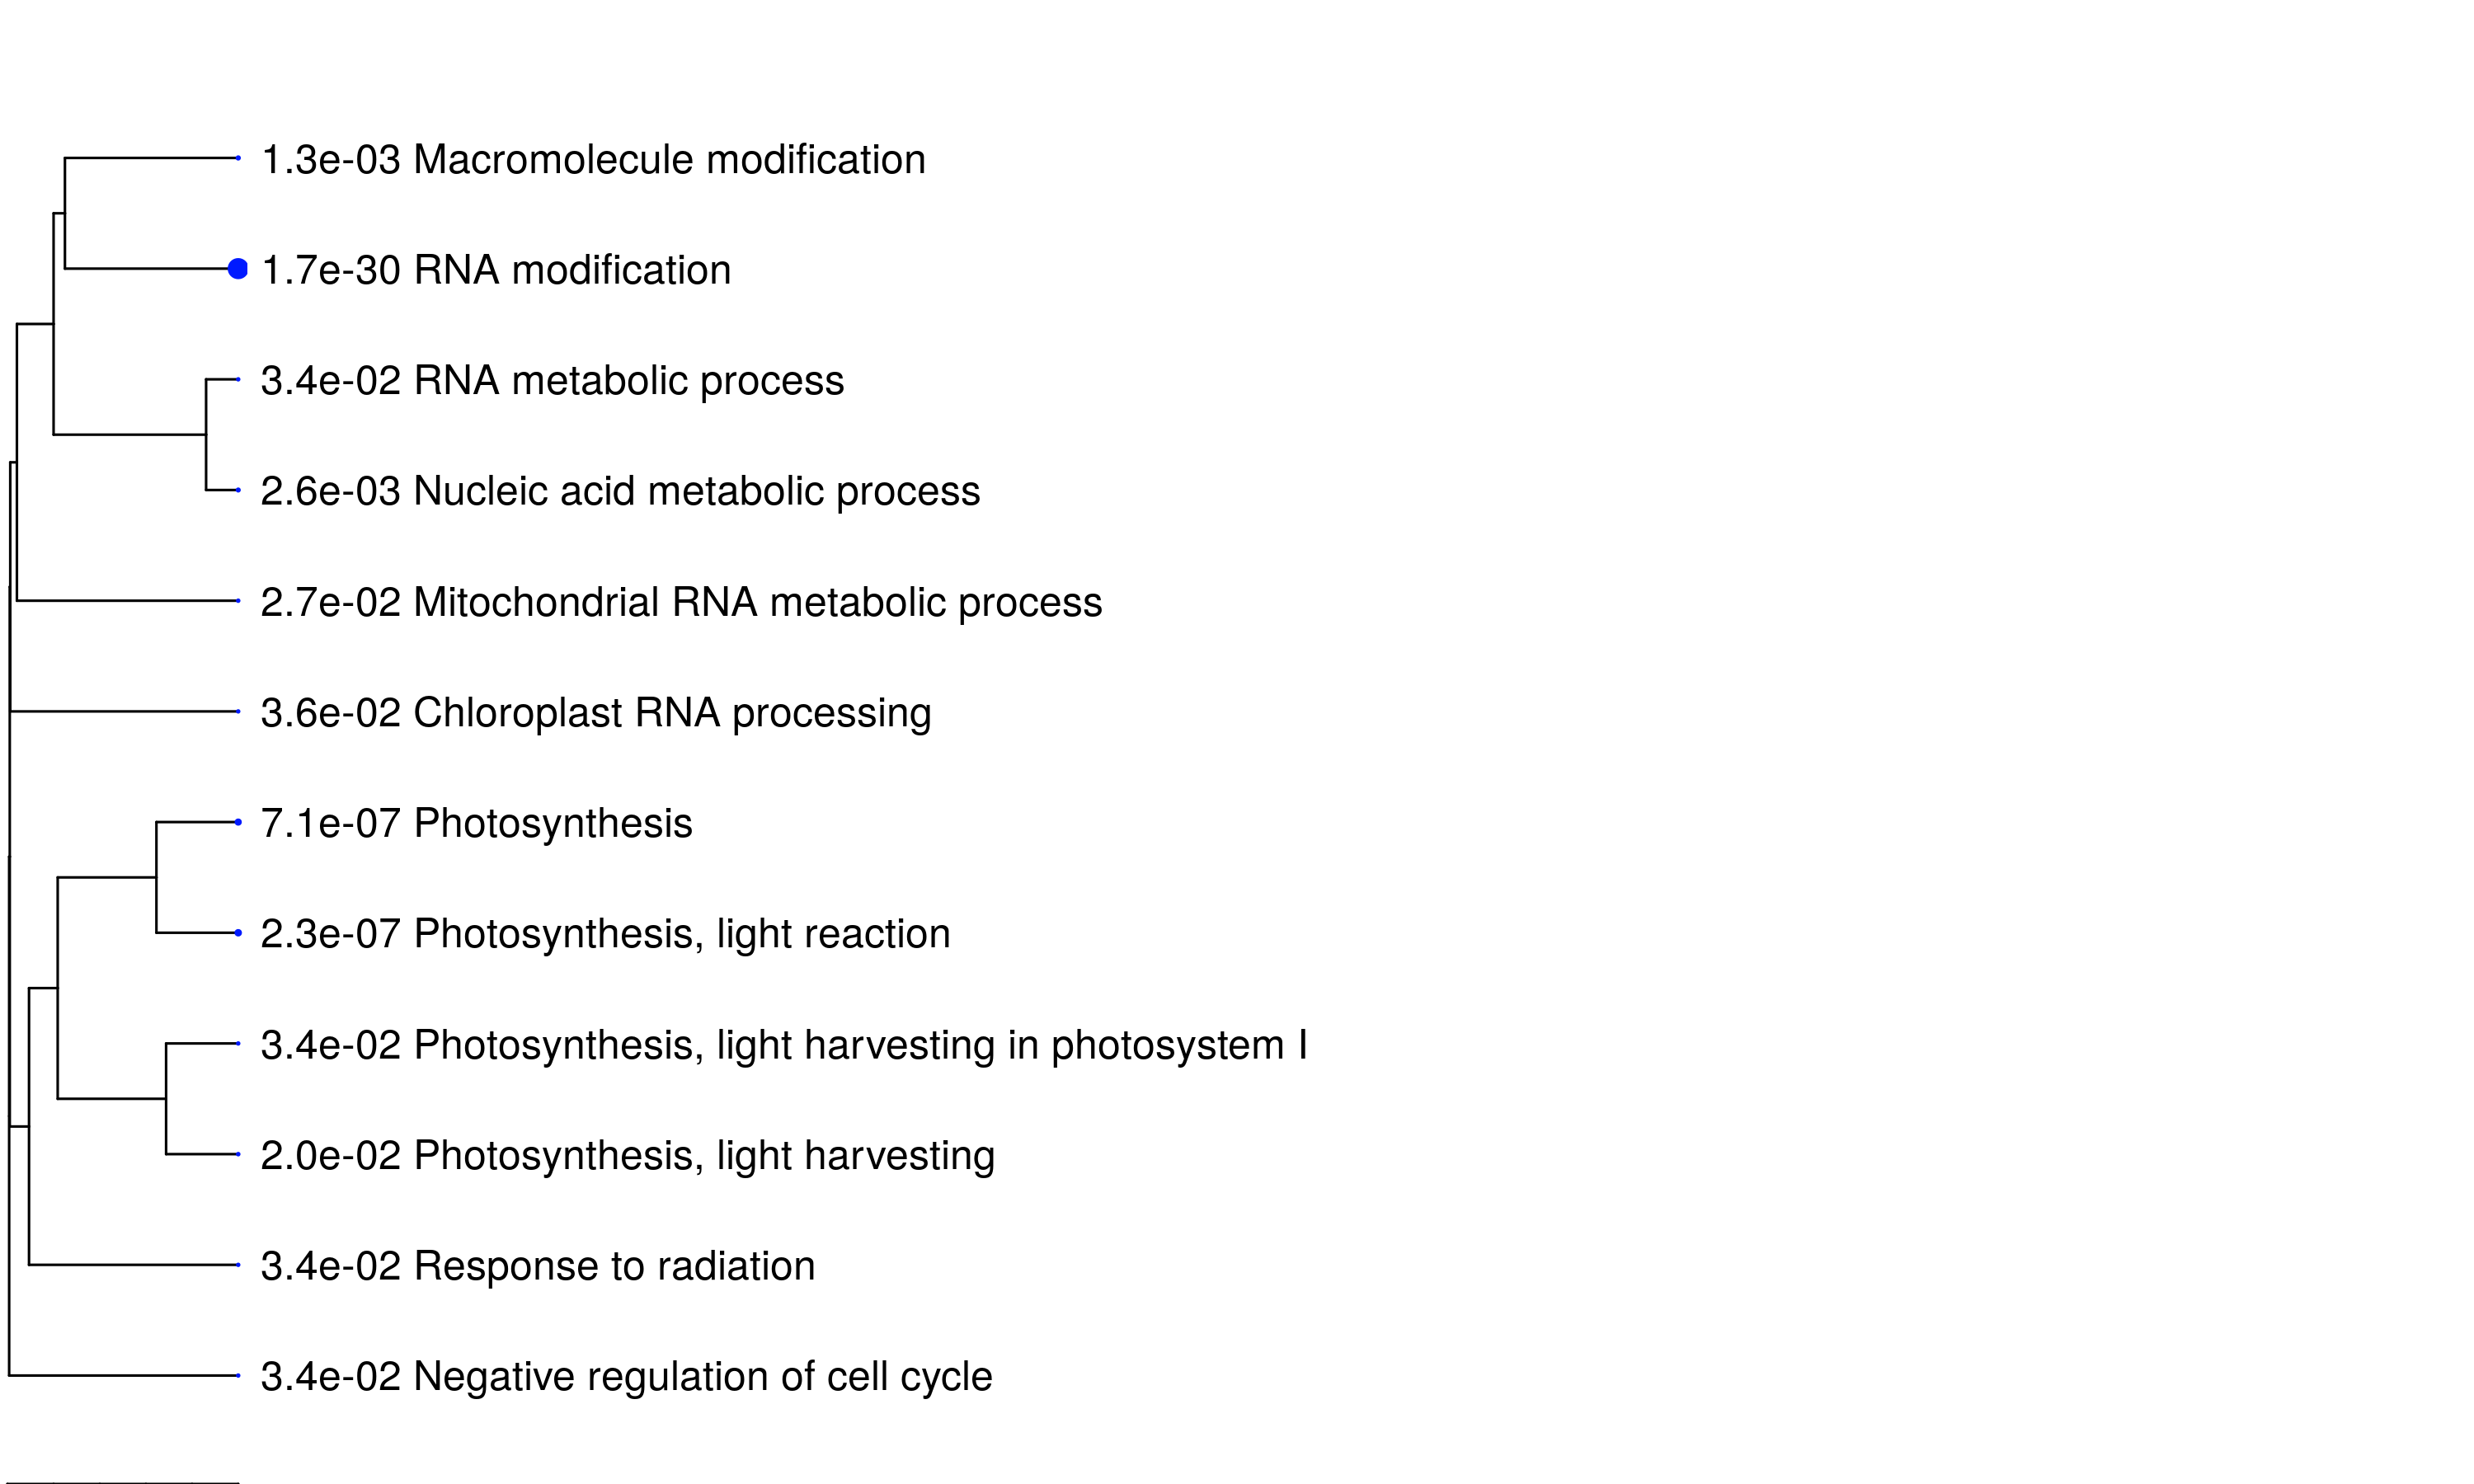 1.3e-03 Macromolecule modification
1.7e-30 RNA modification
3.4e-02 RNA metabolic process
2.6e-03 Nucleic acid metabolic process
2.7e-02 Mitochondrial RNA metabolic process
3.6e-02 Chloroplast RNA processing
7.1e-07 Photosynthesis
2.3e-07 Photosynthesis, light reaction
3.4e-02 Photosynthesis, light harvesting in photosystem I
2.0e-02 Photosynthesis, light harvesting
3.4e-02 Response to radiation
3.4e-02 Negative regulation of cell cycle